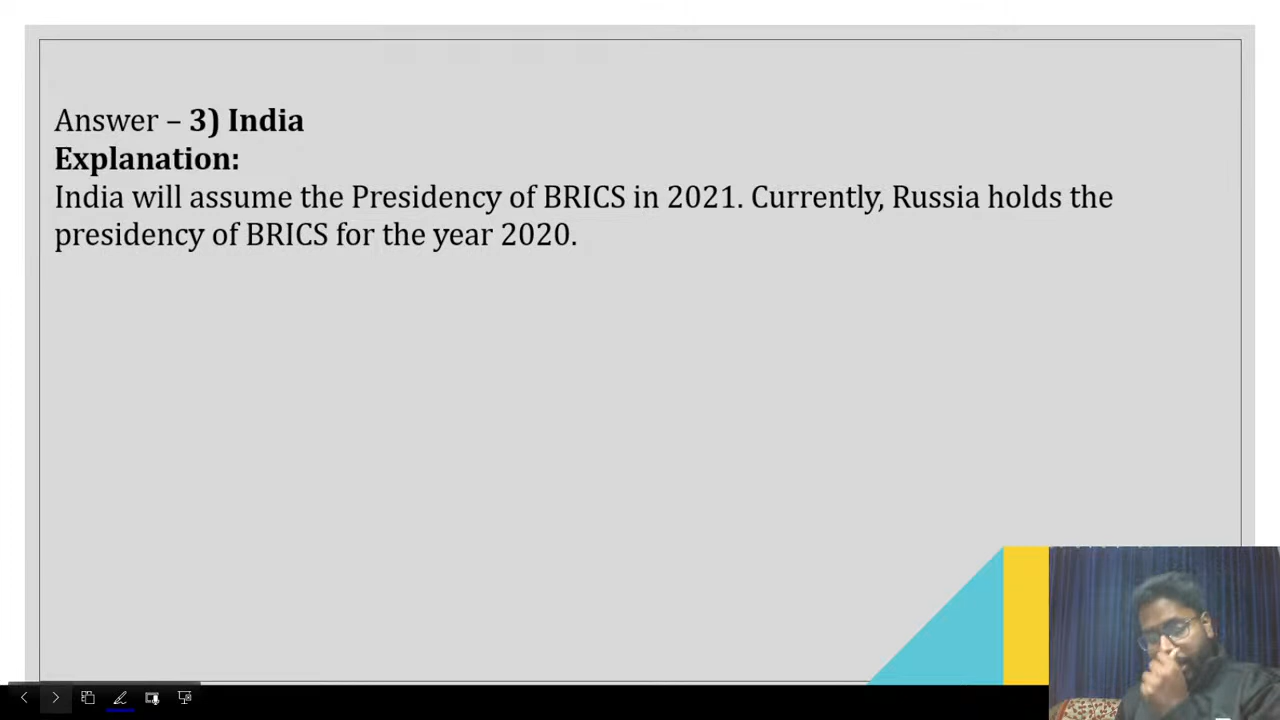 Answer – 3) India
Explanation:
India will assume the Presidency of BRICS in 2021. Currently, Russia holds the
presidency of BRICS for the year 2020.